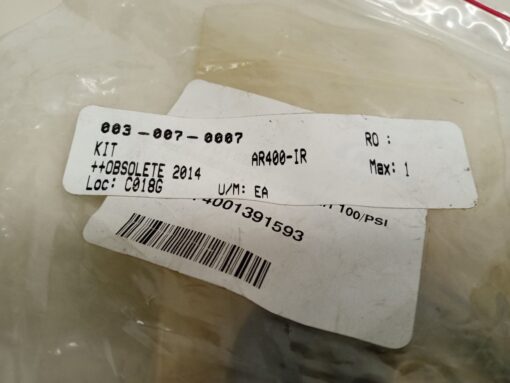 003-007-0007
RO :
KIT
AR400-IR
++OBSOLETE 2014
Max: 1
Loc: C018G
U/M: EA
100/PSI
4001391593